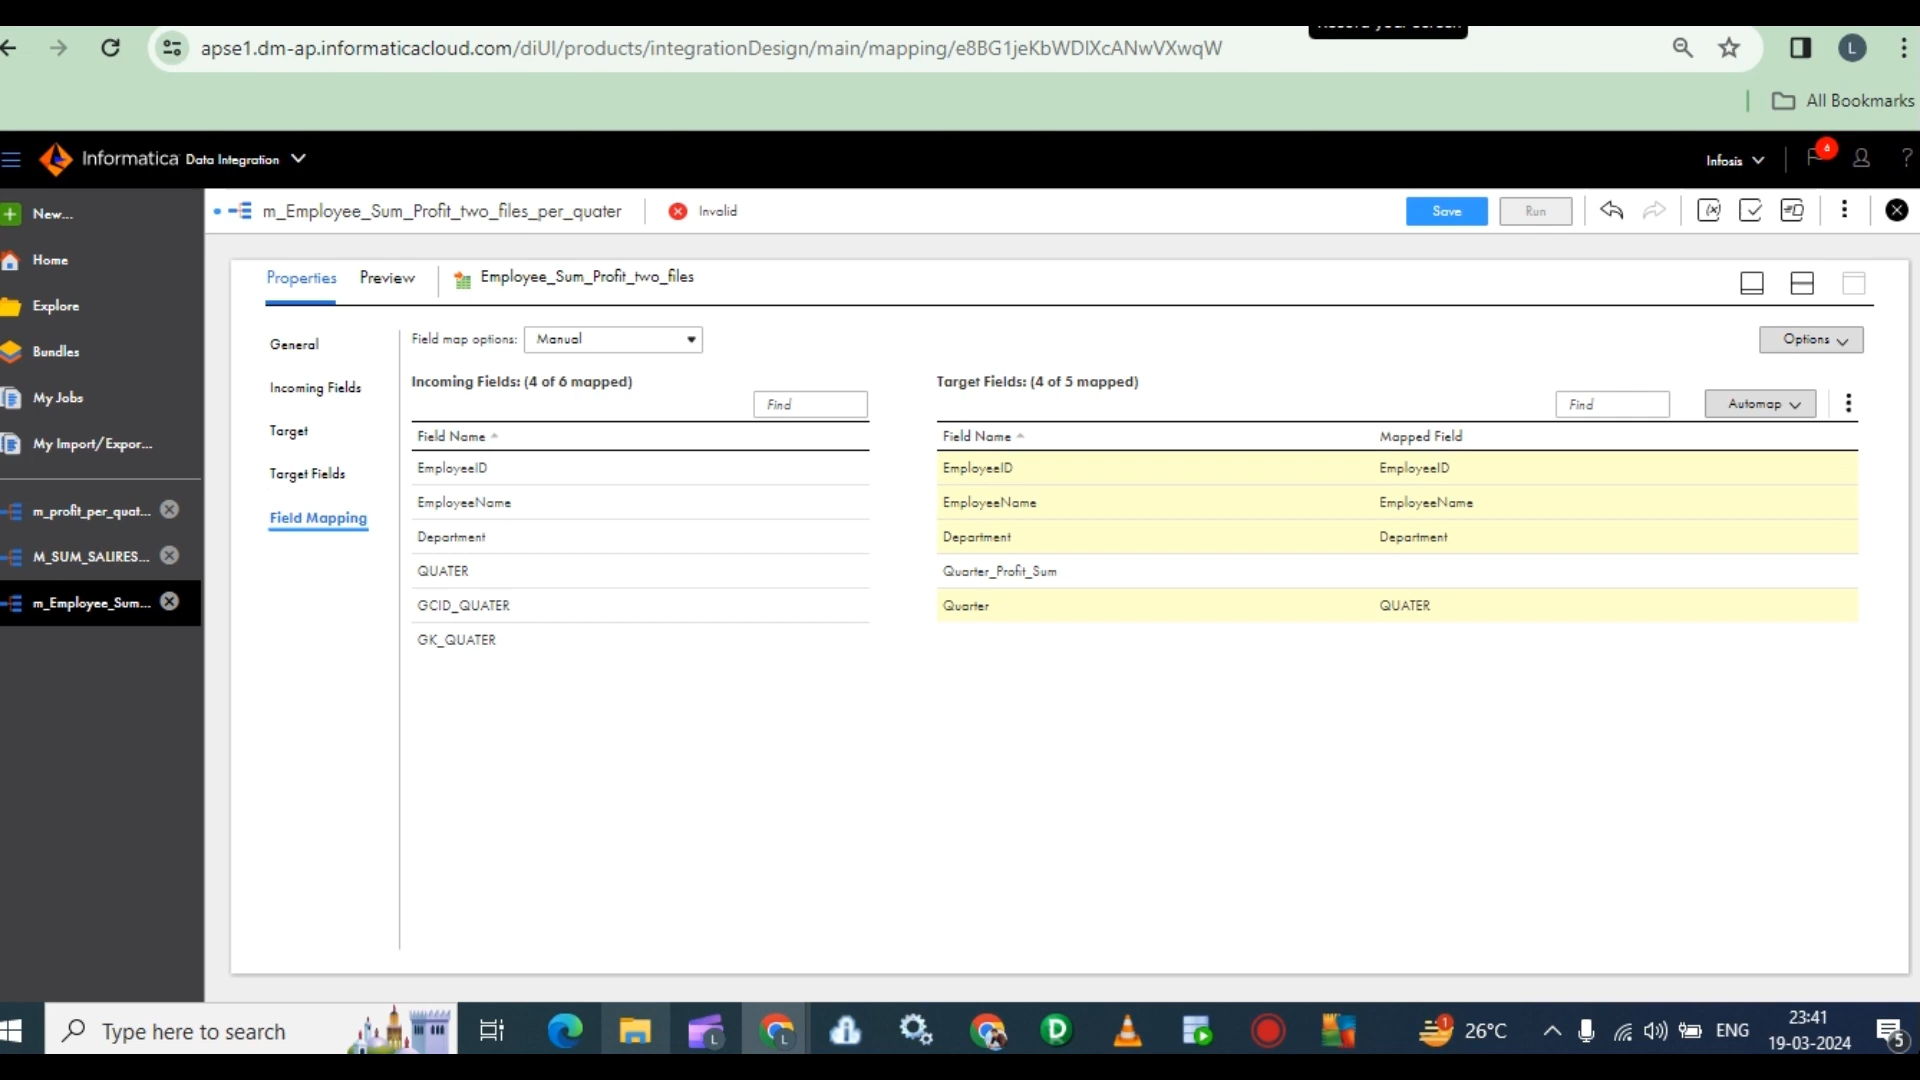 apse1.dm-ap.informaticacloud.com/diUI/products/integrationDesign/main/mapping/e8BG1jeKbWDlXcANwVXwqW
L
All Bookmarks
Informatica Data Integration
Infosis
6
?
New...
Home
Explore
Bundles
My Jobs
My Import/Expor...
m_profit_per_quat...
M_SUM_SALIRES...
m_Employee_Sum...
m_Employee_Sum_Profit_two_files_per_quater
Invalid
Save
Run
Properties
Preview
Employee_Sum_Profit_two_files
General
Incoming Fields
Target
Target Fields
Field Mapping
Field map options: Manual
Options
Incoming Fields: (4 of 6 mapped)
Find
Field Name
EmployeeID
EmployeeName
Department
QUATER
GCID_QUATER
GK_QUATER
Target Fields: (4 of 5 mapped)
Find
Automap
Field Name Mapped Field
EmployeeID EmployeeID
EmployeeName EmployeeName
Department Department
Quarter_Profit_Sum
Quarter QUATER
Type here to search
L
L
D
1
26°C
ENG
23:41
19-03-2024
5